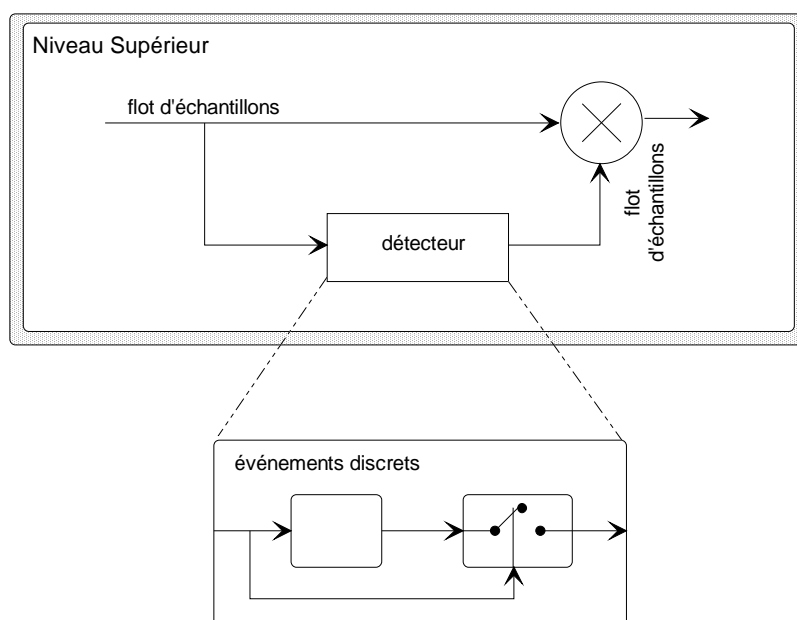 Niveau Supérieur
flot d'échantillons
flot
d'échantillons
détecteur
événements discrets